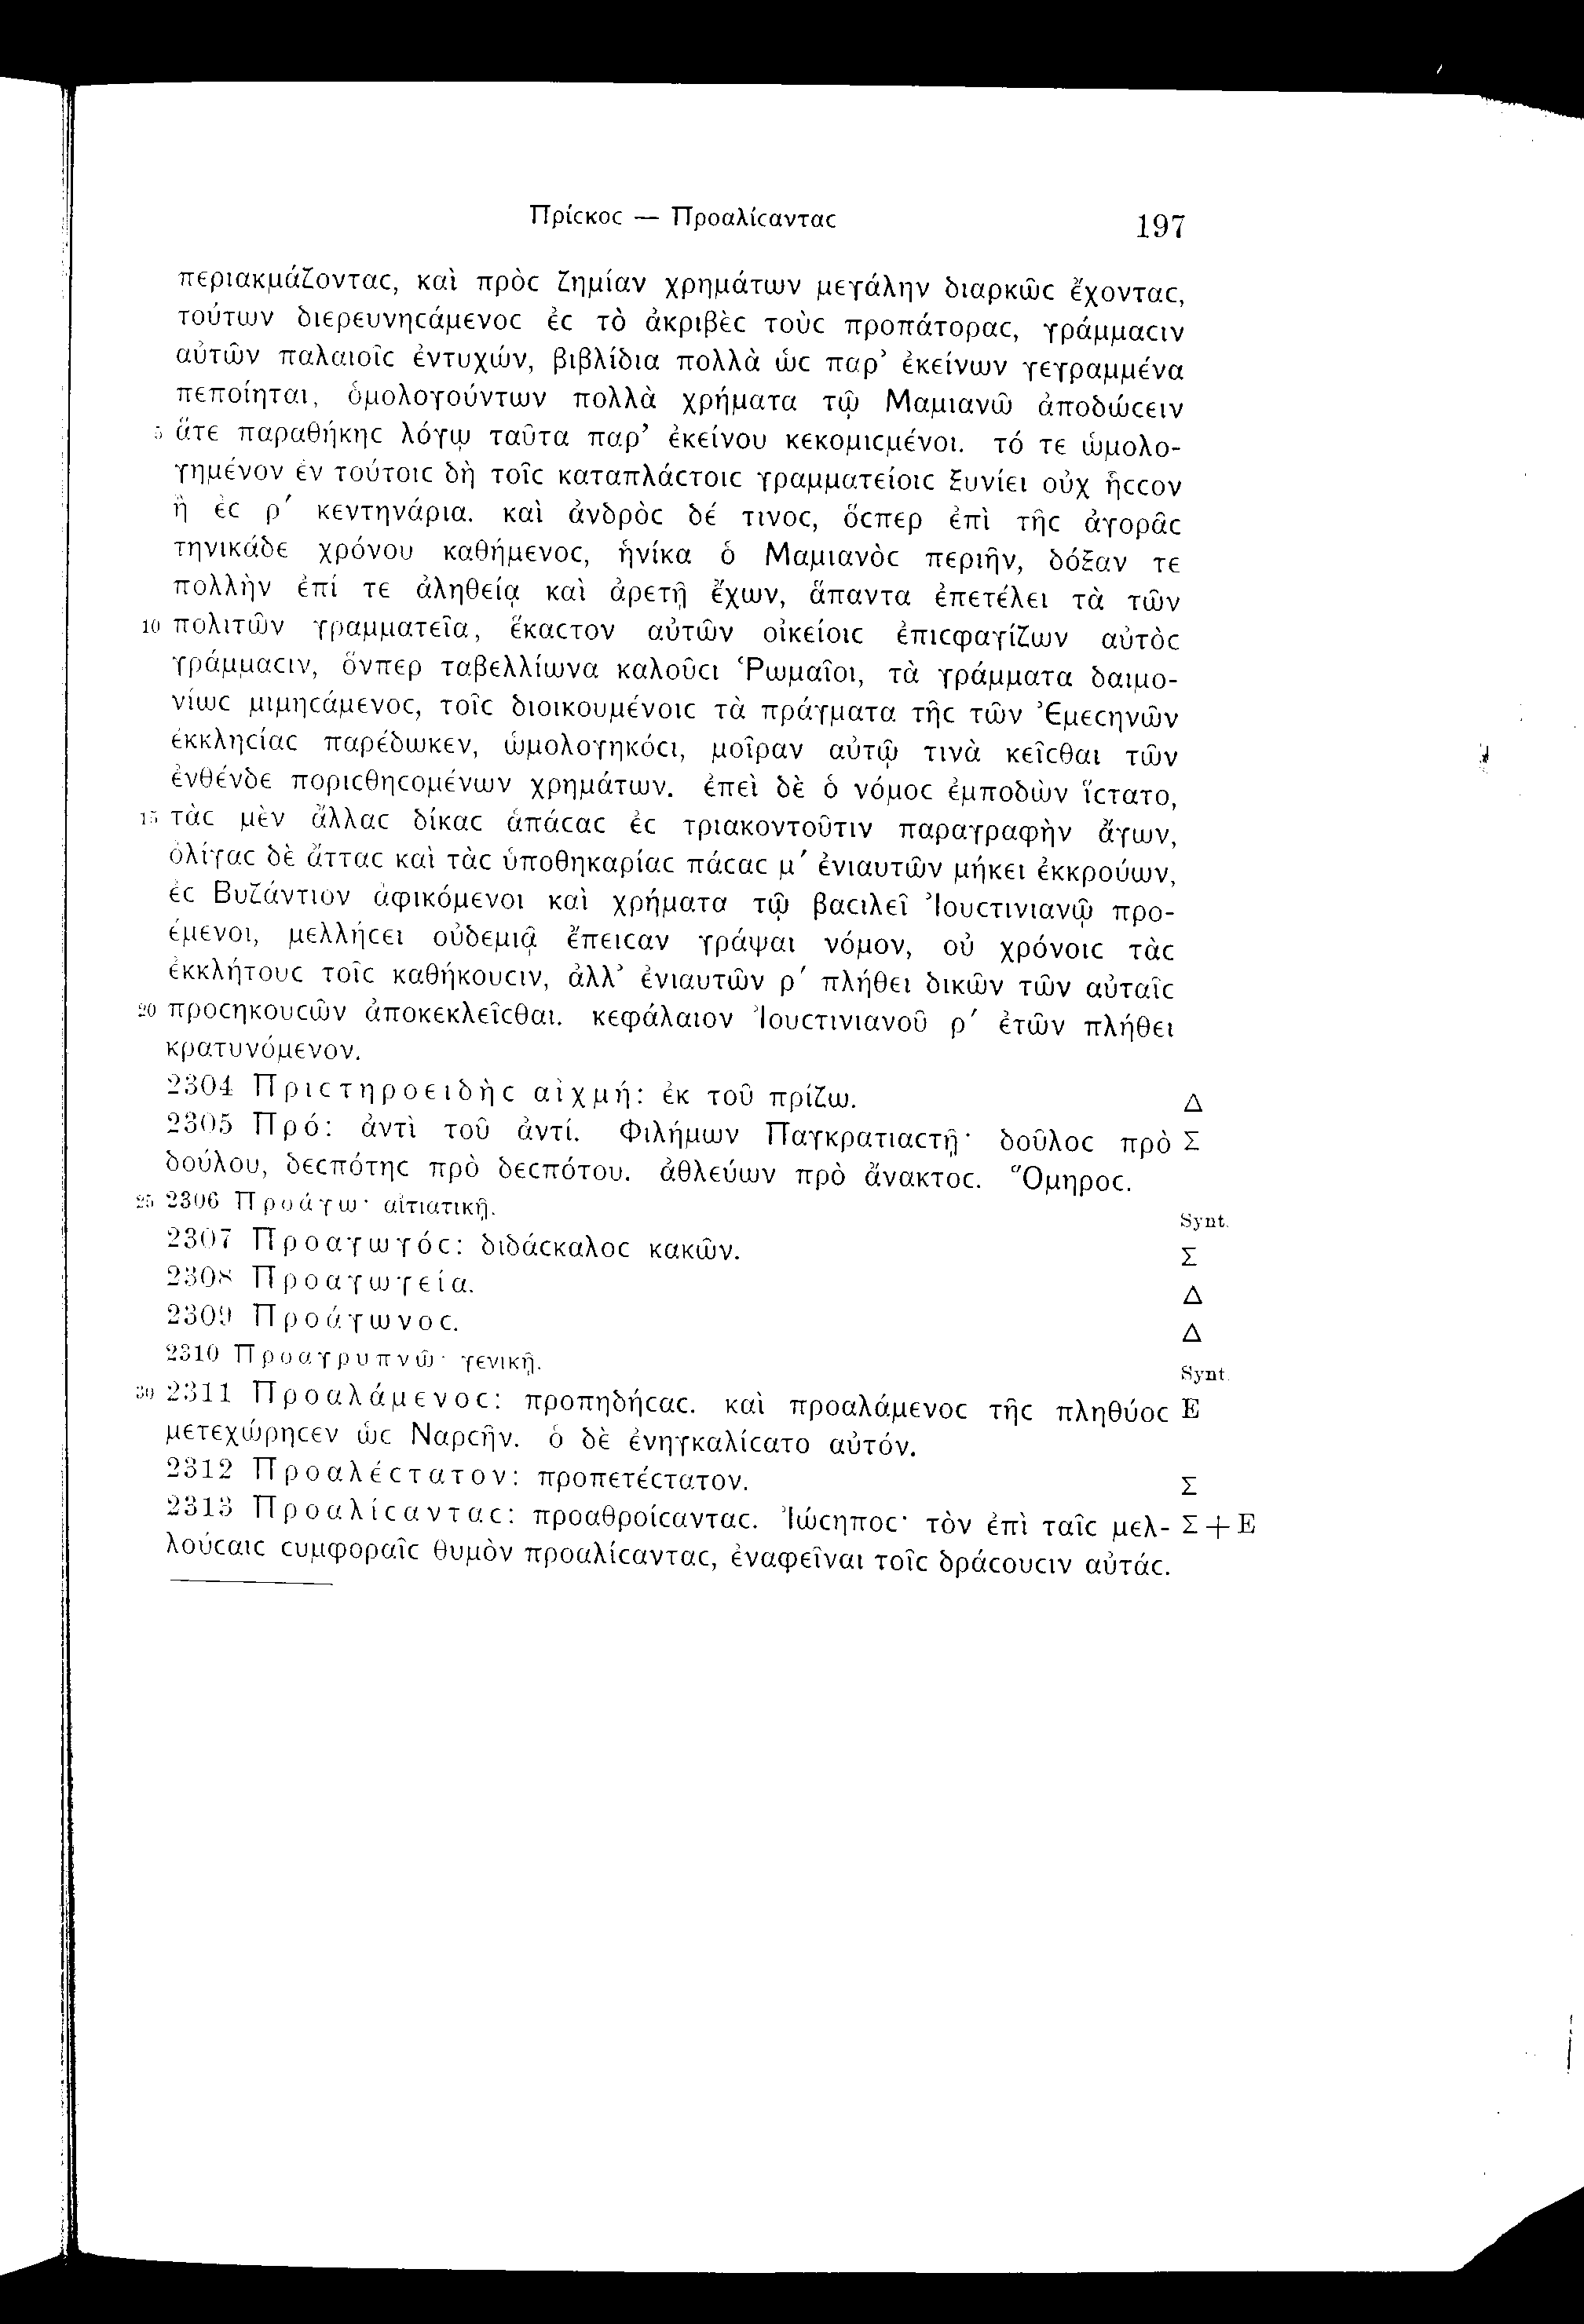 Πρίϲκοϲ — Προαλίϲανταϲ 197
περιακμάζονταϲ, καὶ πρὸϲ ζημίαν χρημάτων μεγάλην διαρκῶϲ ἔχονταϲ,
τούτων διερευνηϲάμενοϲ ἐϲ τὸ ἀκριβὲϲ τοὺϲ προπάτοραϲ, γράμμαϲιν
αὐτῶν παλαιοῖϲ ἐντυχών, βιβλίδια πολλὰ ὡϲ παρ’ ἐκείνων γεγραμμένα
πεποίηται, ὁμολογούντων πολλὰ χρήματα τῷ Μαμιανῷ ἀποδώϲειν
5 ἅτε παραθήκηϲ λόγῳ ταῦτα παρ’ ἐκείνου κεκομιϲμένοι. τό τε ὡμολο-
γημένον ἐν τούτοιϲ δὴ τοῖϲ καταπλάϲτοιϲ γραμματείοιϲ ξυνίει οὐχ ἧϲϲον
ἢ ἐϲ ρ΄ κεντηνάρια. καὶ ἀνδρὸϲ δέ τινοϲ, ὅϲπερ ἐπὶ τῆϲ ἀγορᾶϲ
τηνικάδε χρόνου καθήμενοϲ, ἡνίκα ὁ Μαμιανὸϲ περιῆν, δόξαν τε
πολλὴν ἐπί τε ἀληθείᾳ καὶ ἀρετῇ ἔχων, ἅπαντα ἐπετέλει τὰ τῶν
10 πολιτῶν γραμματεῖα, ἕκαϲτον αὐτῶν οἰκείοιϲ ἐπιϲφαγίζων αὐτὸϲ
γράμμαϲιν, ὅνπερ ταβελλίωνα καλοῦϲι Ῥωμαῖοι, τὰ γράμματα δαιμο-
νίωϲ μιμηϲάμενοϲ, τοῖϲ διοικουμένοιϲ τὰ πράγματα τῆϲ τῶν Ἐμεϲηνῶν
ἐκκληϲίαϲ παρέδωκεν, ὡμολογηκόϲι, μοῖραν αὐτῷ τινὰ κεῖϲθαι τῶν
ἐνθένδε ποριϲθηϲομένων χρημάτων. ἐπεὶ δὲ ὁ νόμοϲ ἐμποδὼν ἵϲτατο,
15 τὰϲ μὲν ἄλλαϲ δίκαϲ ἁπάϲαϲ ἐϲ τριακοντοῦτιν παραγραφὴν ἄγων,
ὀλίγαϲ δὲ ἄτταϲ καὶ τὰϲ ὑποθηκαρίαϲ πάϲαϲ μ΄ ἐνιαυτῶν μήκει ἐκκρούων,
ἐϲ Βυζάντιον ἀφικόμενοι καὶ χρήματα τῷ βαϲιλεῖ Ἰουϲτινιανῷ προ-
έμενοι, μελλήϲει οὐδεμιᾷ ἔπειϲαν γράψαι νόμον, οὐ χρόνοιϲ τὰϲ
ἐκκλήτουϲ τοῖϲ καθήκουϲιν, ἀλλ’ ἐνιαυτῶν ρ΄ πλήθει δικῶν τῶν αὐταῖϲ
20 προϲηκουϲῶν ἀποκεκλεῖϲθαι. κεφάλαιον Ἰουϲτινιανοῦ ρ΄ ἐτῶν πλήθει
κρατυνόμενον.
2304 Πριϲτηροειδὴϲ αἰχμή: ἐκ τοῦ πρίζω. Δ
2305 Πρό: ἀντὶ τοῦ ἀντί. Φιλήμων Παγκρατιαϲτῇ· δοῦλοϲ πρὸ Σ
δούλου, δεϲπότηϲ πρὸ δεϲπότου. ἀθλεύων πρὸ ἄνακτοϲ. Ὅμηροϲ.
25 2306 Προάγω· αἰτιατικῇ. Synt.
2307 Προαγωγόϲ: διδάϲκαλοϲ κακῶν. Σ
2308 Προαγωγεία. Δ
2309 Προάγωνοϲ. Δ
2310 Προαγρυπνῶ· γενικῇ. Synt.
30 2311 Προαλάμενοϲ: προπηδήϲαϲ. καὶ προαλάμενοϲ τῆϲ πληθύοϲ E
μετεχώρηϲεν ὡϲ Ναρϲῆν. ὁ δὲ ἐνηγκαλίϲατο αὐτόν.
2312 Προαλέϲτατον: προπετέϲτατον. Σ
2313 Προαλίϲανταϲ: προαθροίϲανταϲ. Ἰώϲηποϲ· τὸν ἐπὶ ταῖϲ μελ- Σ+E
λούϲαιϲ ϲυμφοραῖϲ θυμὸν προαλίϲανταϲ, ἐναφεῖναι τοῖϲ δράϲουϲιν αὐτάϲ.